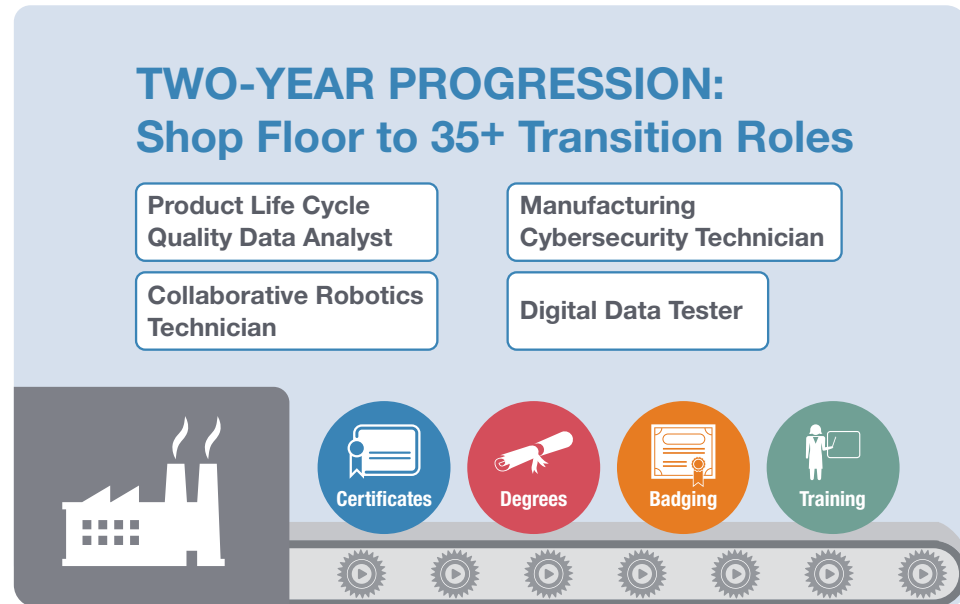 TWO-YEAR PROGRESSION:
Shop Floor to 35+ Transition Roles
Product Life Cycle
Quality Data Analyst
Manufacturing
Cybersecurity Technician
Collaborative Robotics
Technician
Digital Data Tester
Certificates
Degrees
Badging
Training